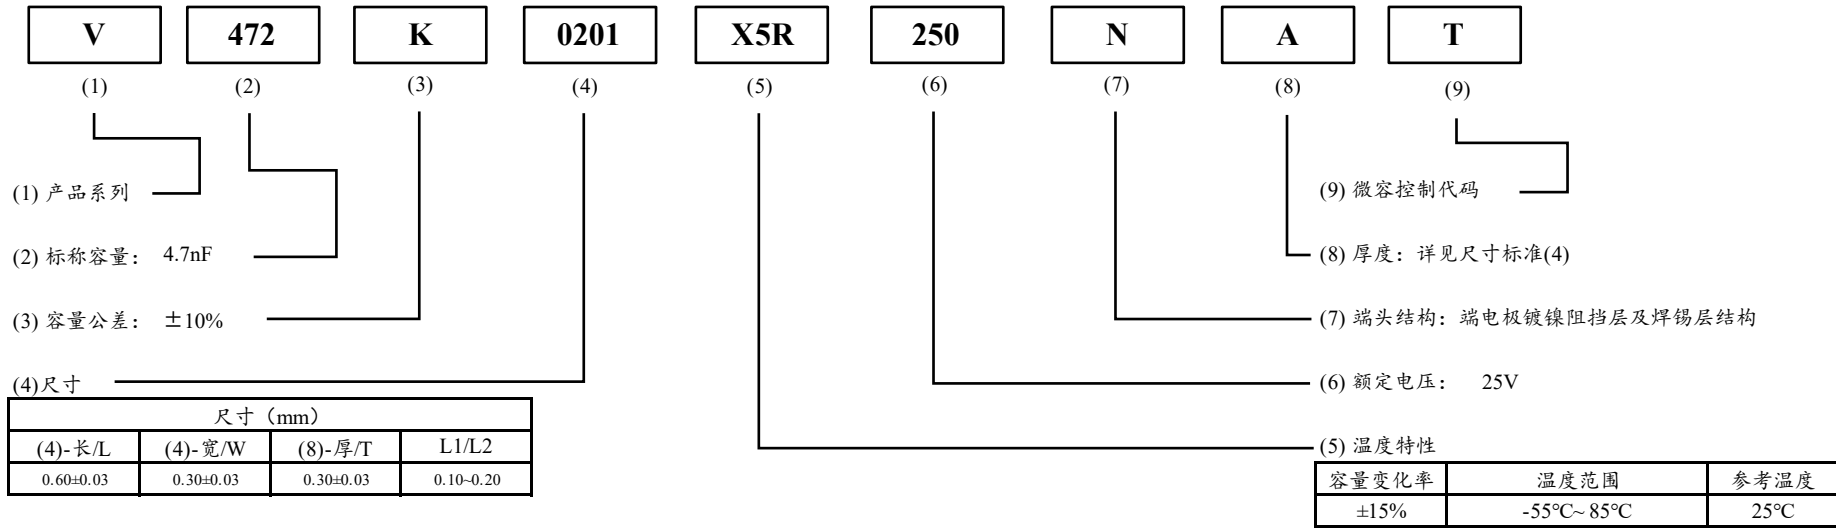 V 472 K 0201 X5R 250 N A T
(1) (2) (3) (4) (5) (6) (7) (8) (9)
(1) 产品系列
(9) 微容控制代码
(2) 标称容量： 4.7nF
(8) 厚度：详见尺寸标准(4)
(3) 容量公差： ±10%
(7) 端头结构：端电极镀镍阻挡层及焊锡层结构
(4)尺寸
(6) 额定电压： 25V
尺寸（mm）
(4)-长/L (4)-宽/W (8)-厚/T L1/L2
0.60±0.03 0.30±0.03 0.30±0.03 0.10~0.20
(5) 温度特性
容量变化率 温度范围 参考温度
±15% -55℃~ 85℃ 25℃